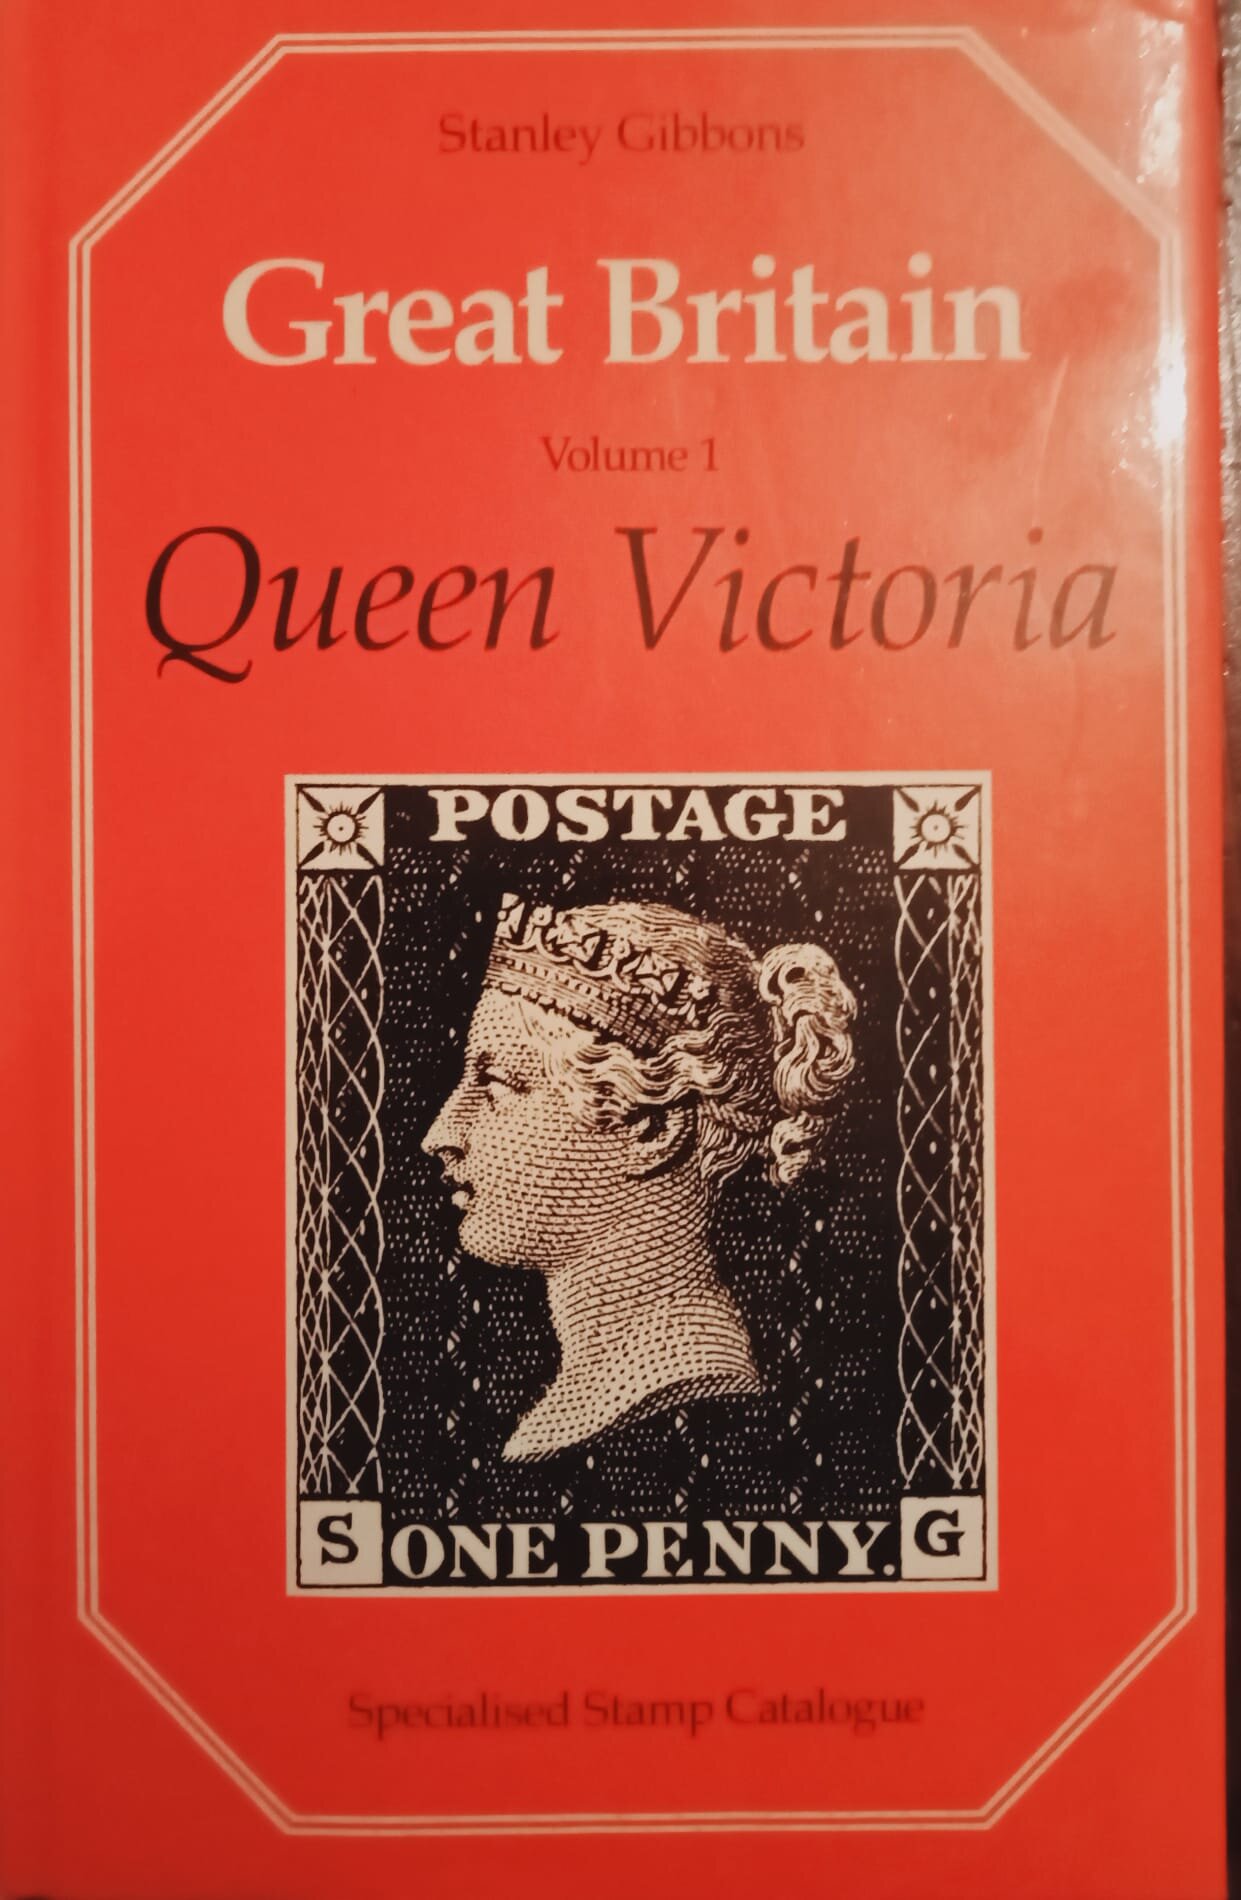 Stanley Gibbons
Great Britain
Volume 1
Queen Victoria
POSTAGE
S ONE PENNY. G
Specialised Stamp Catalogue